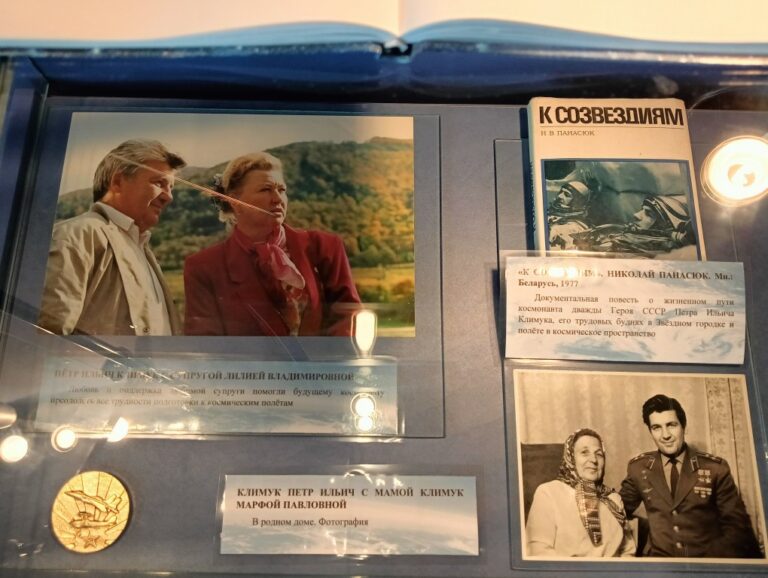 К СОЗВЕЗДИЯМ
Н. В. ПАНАСЮК
НИКОЛАЙ ПАНАСЮК. Мн.:
Беларусь, 1977
Документальная повесть о жизненном пути
космонавта дважды Героя СССР Петра Ильича
Климука, его трудовых буднях в Звёздном городке и
полёте в космическое пространство
ПЁТР ИЛЬИЧ СУПРУГОЙ ЛИЛИЕЙ ВЛАДИМИРОВНОЙ
Любовь и поддержка супруги помогли будущему
все трудности подготовки к космическим полётам
КЛИМУК ПЕТР ИЛЬИЧ С МАМОЙ КЛИМУК
МАРФОЙ ПАВЛОВНОЙ
В родном доме. Фотография